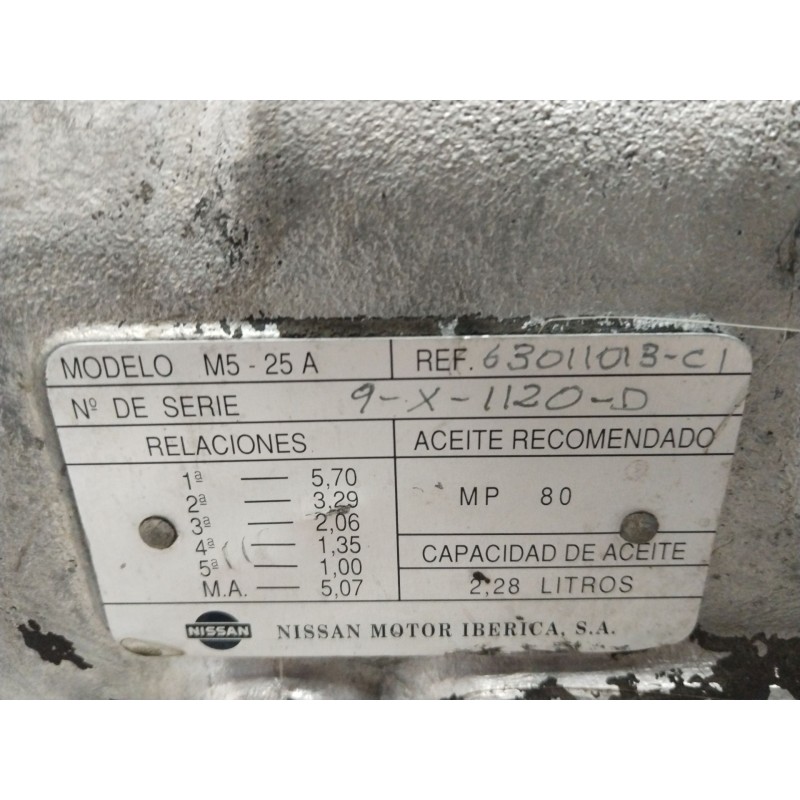 MODELO M5 - 25 A REF. 63011013-C1
Nº DE SERIE 9-X-1120-D
RELACIONES ACEITE RECOMENDADO
1ª — 5,70
2ª — 3,29
3ª — 2,06
4ª — 1,35
5ª — 1,00
M.A. — 5,07
MP 80
CAPACIDAD DE ACEITE
2,28 LITROS
NISSAN NISSAN MOTOR IBERICA, S.A.